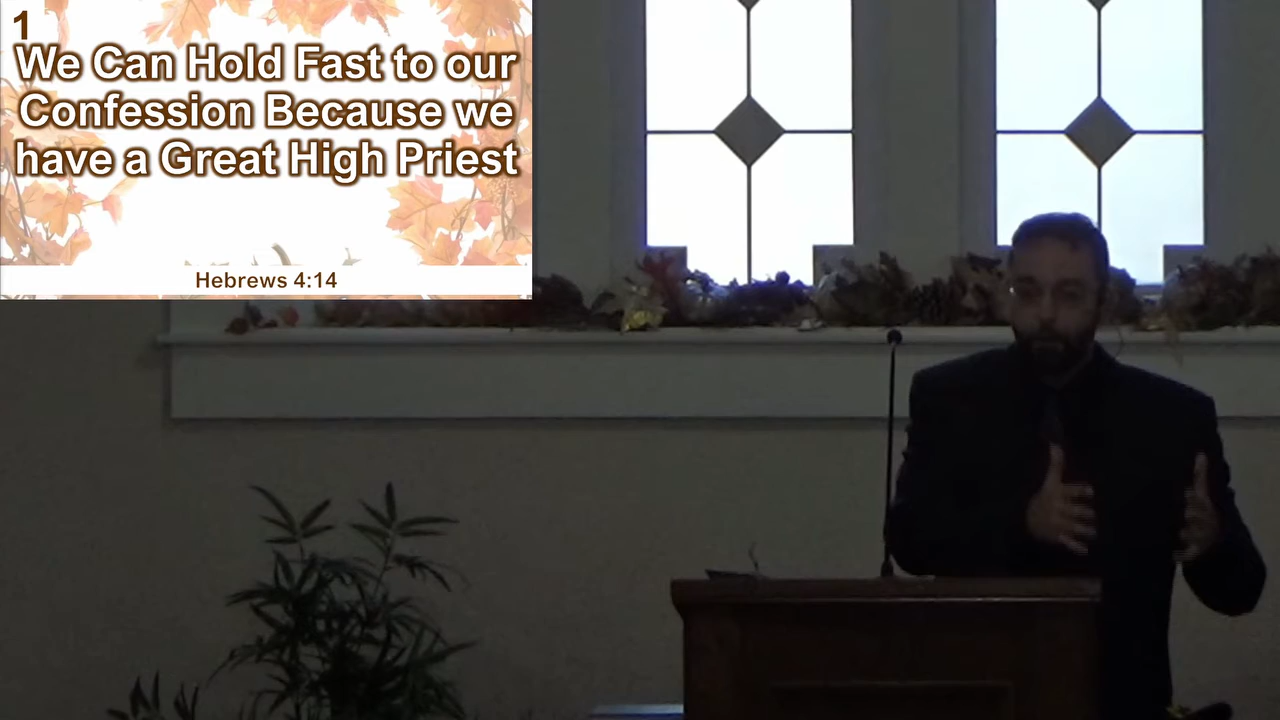 1
We Can Hold Fast to our
Confession Because we
have a Great High Priest
Hebrews 4:14